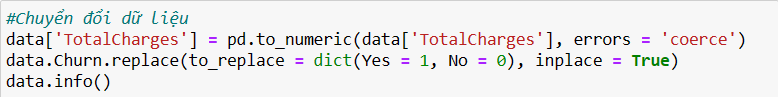 #Chuyển đổi dữ liệu
data['TotalCharges'] = pd.to_numeric(data['TotalCharges'], errors = 'coerce')
data.Churn.replace(to_replace = dict(Yes = 1, No = 0), inplace = True)
data.info()